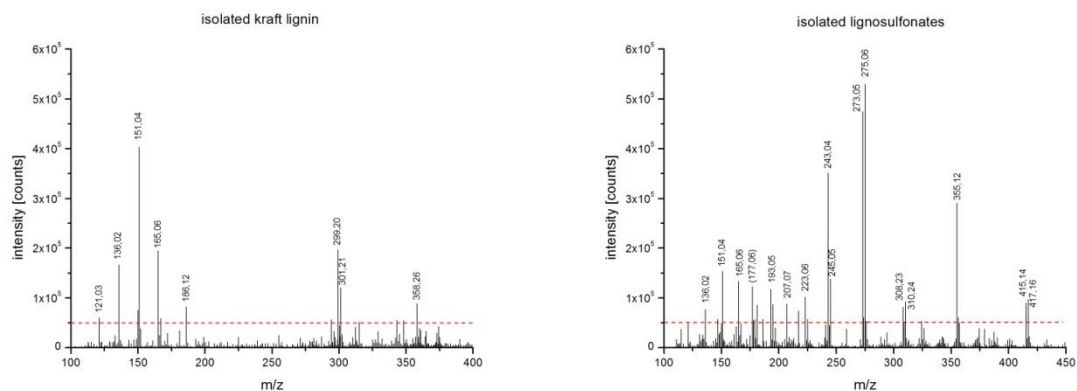 isolated kraft lignin
intensity [counts]
6x10⁵
5x10⁵
4x10⁵
3x10⁵
2x10⁵
1x10⁵
0
121,03
136,02
151,04
165,06
186,12
299,20
301,21
358,26
100
150
200
250
300
350
400
m/z
isolated lignosulfonates
intensity [counts]
6x10⁵
5x10⁵
4x10⁵
3x10⁵
2x10⁵
1x10⁵
0
136,02
151,04
165,06
(177,06)
193,05
207,07
223,06
243,04
245,05
273,05
275,06
308,23
310,24
355,12
415,14
417,16
100
150
200
250
300
350
400
450
m/z